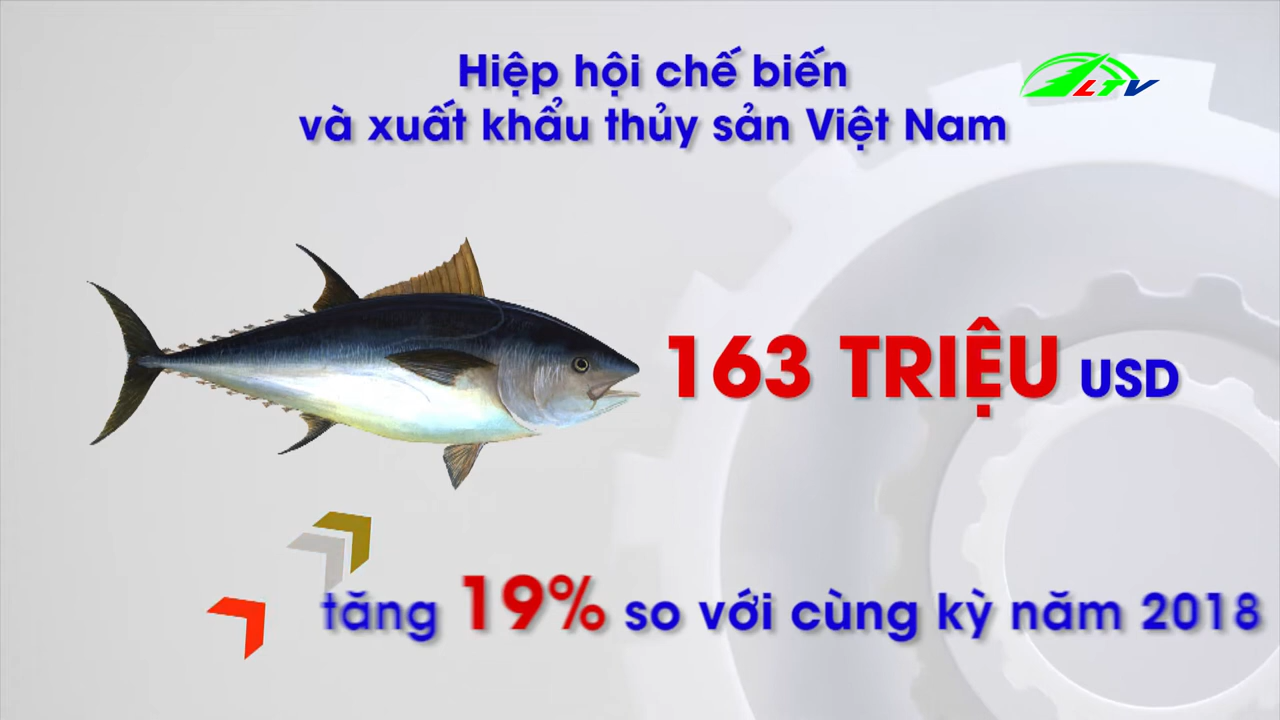 Hiệp hội chế biến
và xuất khẩu thủy sản Việt Nam
LTV
163 TRIỆU USD
tăng 19% so với cùng kỳ năm 2018